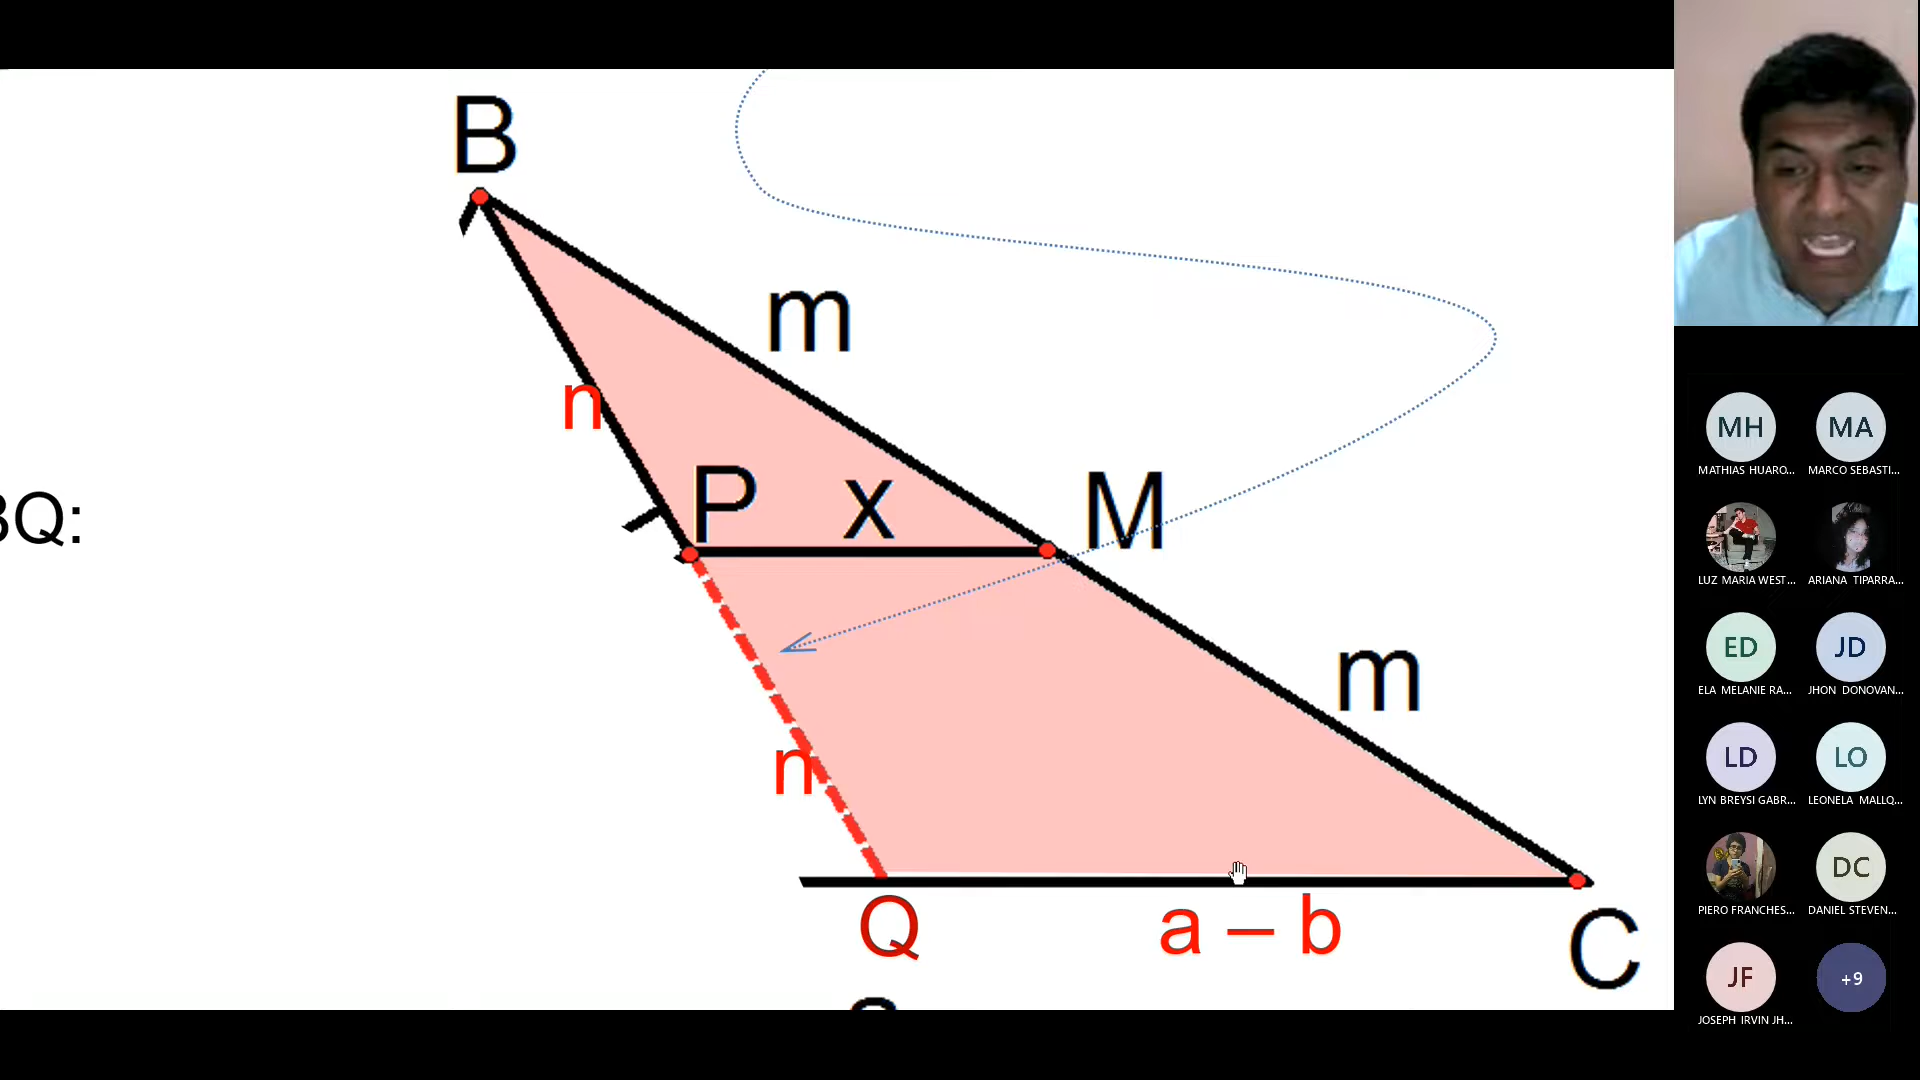 B
m
n
P x M
BQ:
m
n
Q a – b C
MH MA
MATHIAS HUARO... MARCO SEBASTI...
LUZ MARIA WEST... ARIANA TIPARRA...
ED JD
ELA MELANIE RA... JHON DONOVAN...
LD LO
LYN BREYSI GABR... LEONELA MALLQ...
DC
PIERO FRANCHES... DANIEL STEVEN...
JF +9
JOSEPH IRVIN JH...